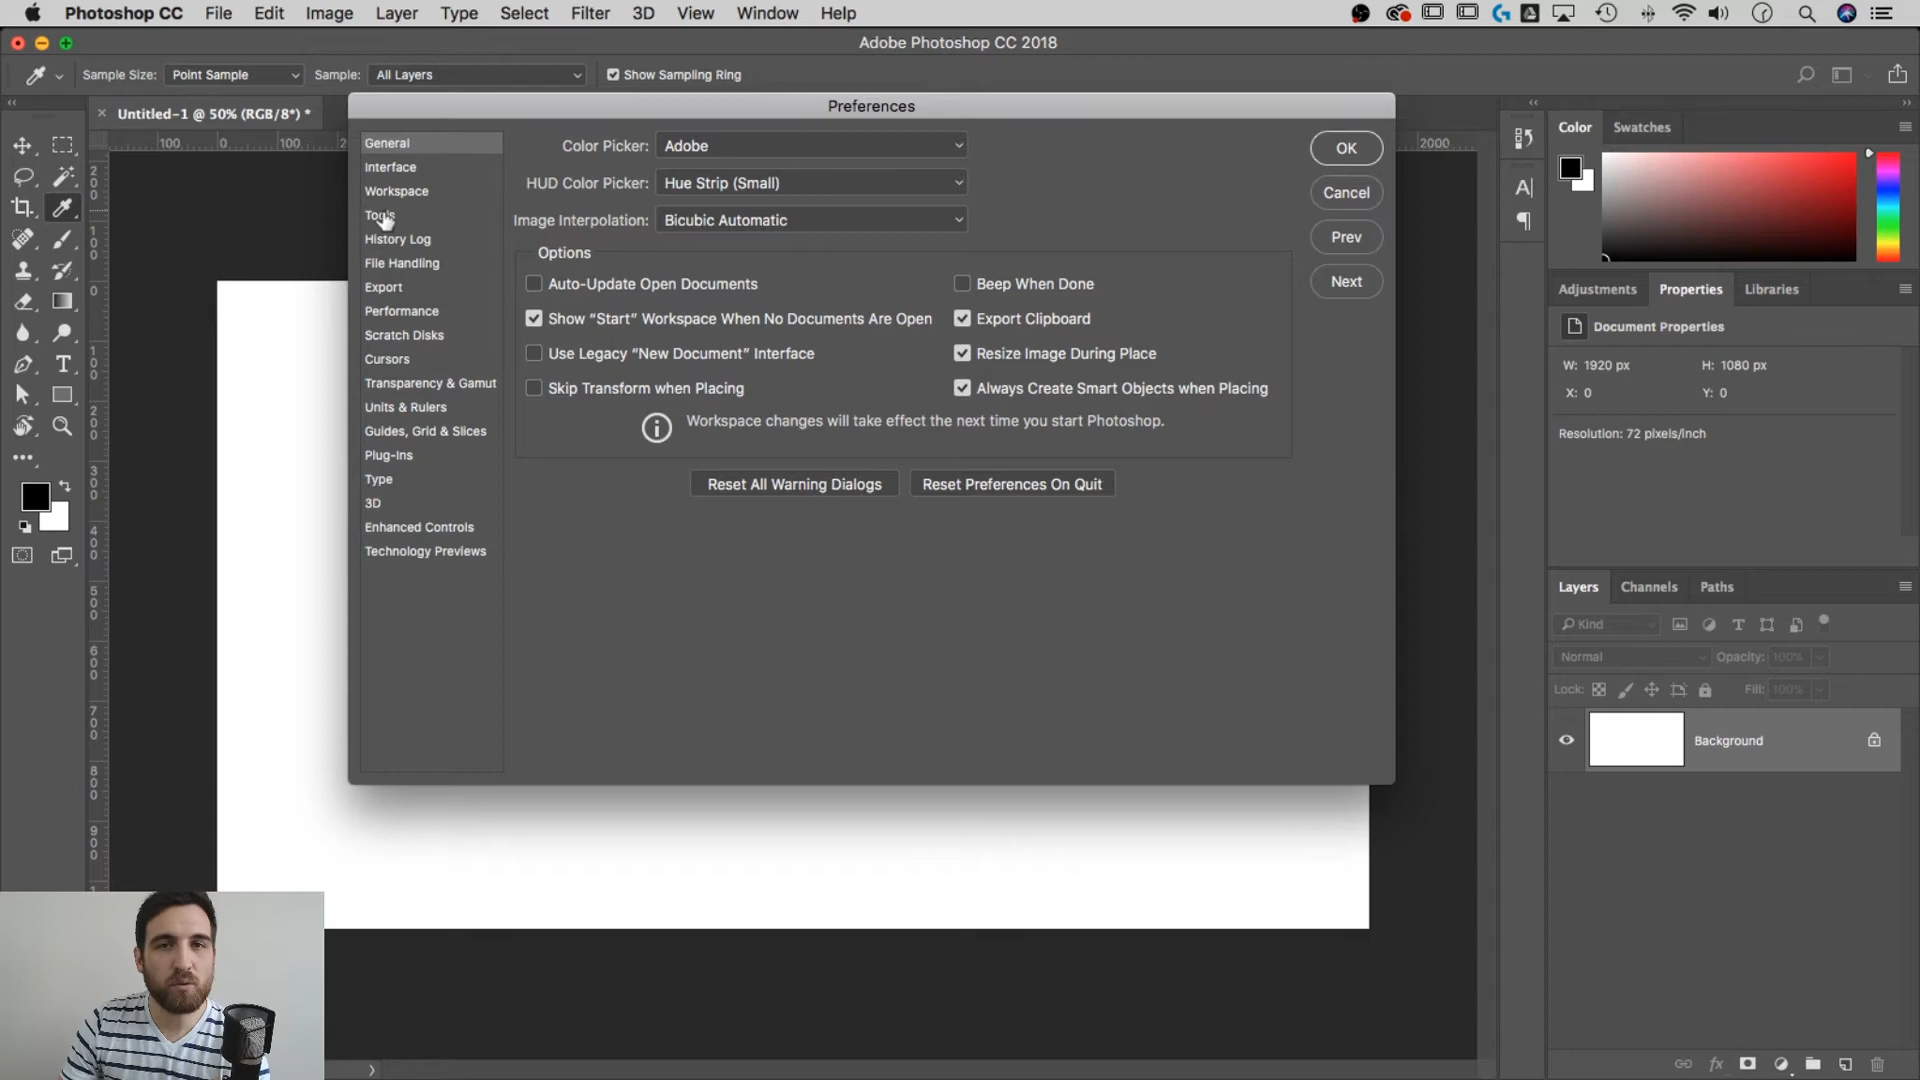 Photoshop CC File Edit Image Layer Type Select Filter 3D View Window Help
Adobe Photoshop CC 2018
Sample Size: Point Sample Sample: All Layers Show Sampling Ring
Untitled-1 @ 50% (RGB/8*) *
100 0 100 2000
Preferences
General
Interface
Workspace
Tools
History Log
File Handling
Export
Performance
Scratch Disks
Cursors
Transparency & Gamut
Units & Rulers
Guides, Grid & Slices
Plug-Ins
Type
3D
Enhanced Controls
Technology Previews
Color Picker: Adobe
HUD Color Picker: Hue Strip (Small)
Image Interpolation: Bicubic Automatic
Options
Auto-Update Open Documents
Show “Start” Workspace When No Documents Are Open
Use Legacy “New Document” Interface
Skip Transform when Placing
Beep When Done
Export Clipboard
Resize Image During Place
Always Create Smart Objects when Placing
Workspace changes will take effect the next time you start Photoshop.
Reset All Warning Dialogs Reset Preferences On Quit
OK
Cancel
Prev
Next
Color Swatches
Adjustments Properties Libraries
Document Properties
W: 1920 px H: 1080 px
X: 0 Y: 0
Resolution: 72 pixels/inch
Layers Channels Paths
Kind
Normal Opacity: 100%
Lock: Fill: 100%
Background
fx